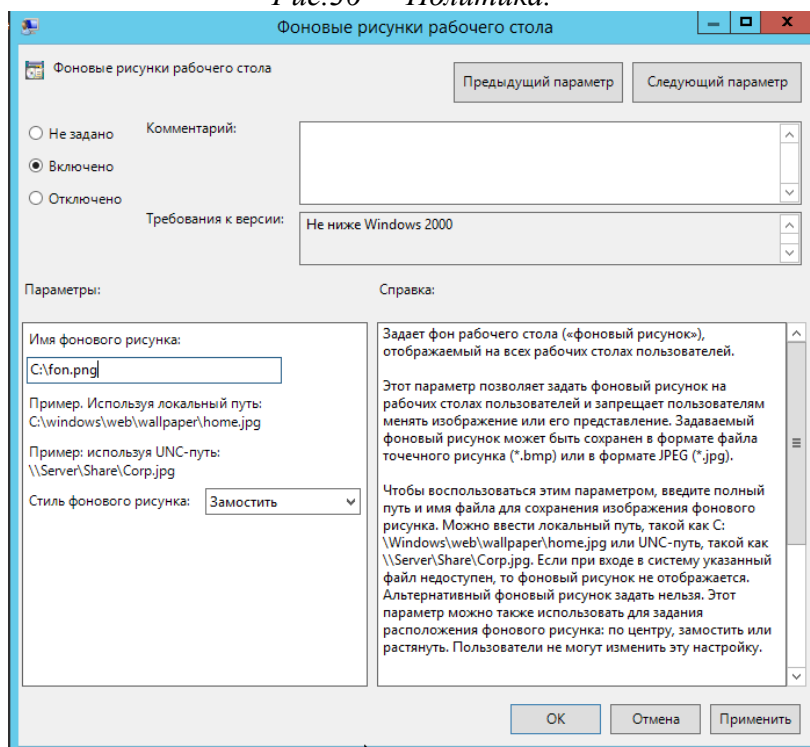 Политика.
Фоновые рисунки рабочего стола
Фоновые рисунки рабочего стола
Предыдущий параметр
Следующий параметр
Не задано
Комментарий:
Включено
Отключено
Требования к версии:
Не ниже Windows 2000
Параметры:
Справка:
Имя фонового рисунка:
C:\fon.png
Пример. Используя локальный путь:
C:\windows\web\wallpaper\home.jpg
Пример: используя UNC-путь:
\\Server\Share\Corp.jpg
Стиль фонового рисунка:
Замостить
Задает фон рабочего стола («фоновый рисунок»),
отображаемый на всех рабочих столах пользователей.
Этот параметр позволяет задать фоновый рисунок на
рабочих столах пользователей и запрещает пользователям
менять изображение или его представление. Задаваемый
фоновый рисунок может быть сохранен в формате файла
точечного рисунка (*.bmp) или в формате JPEG (*.jpg).
Чтобы воспользоваться этим параметром, введите полный
путь и имя файла для сохранения изображения фонового
рисунка. Можно ввести локальный путь, такой как C:
\Windows\web\wallpaper\home.jpg или UNC-путь, такой как
\\Server\Share\Corp.jpg. Если при входе в систему указанный
файл недоступен, то фоновый рисунок не отображается.
Альтернативный фоновый рисунок задать нельзя. Этот
параметр можно также использовать для задания
расположения фонового рисунка: по центру, замостить или
растянуть. Пользователи не могут изменить эту настройку.
ОК
Отмена
Применить